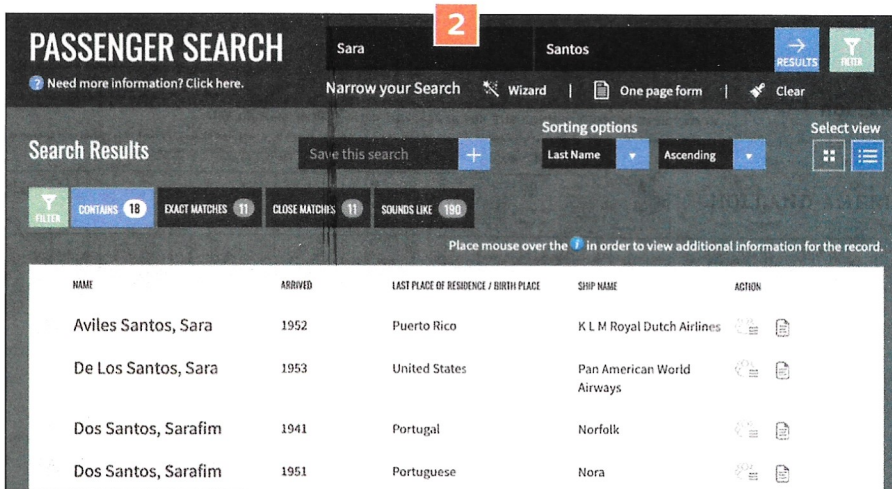 2
PASSENGER SEARCH
Sara
Santos
RESULTS
FILTER
? Need more information? Click here.
Narrow your Search Wizard | One page form | Clear
Search Results
Save this search +
Sorting options
Last Name
Ascending
Select view
FILTER
CONTAINS 18
EXACT MATCHES 11
CLOSE MATCHES 11
SOUNDS LIKE 190
Place mouse over the i in order to view additional information for the record.
NAME ARRIVED LAST PLACE OF RESIDENCE / BIRTH PLACE SHIP NAME ACTION
Aviles Santos, Sara 1952 Puerto Rico K L M Royal Dutch Airlines
De Los Santos, Sara 1953 United States Pan American World
Airways
Dos Santos, Sarafim 1941 Portugal Norfolk
Dos Santos, Sarafim 1951 Portuguese Nora